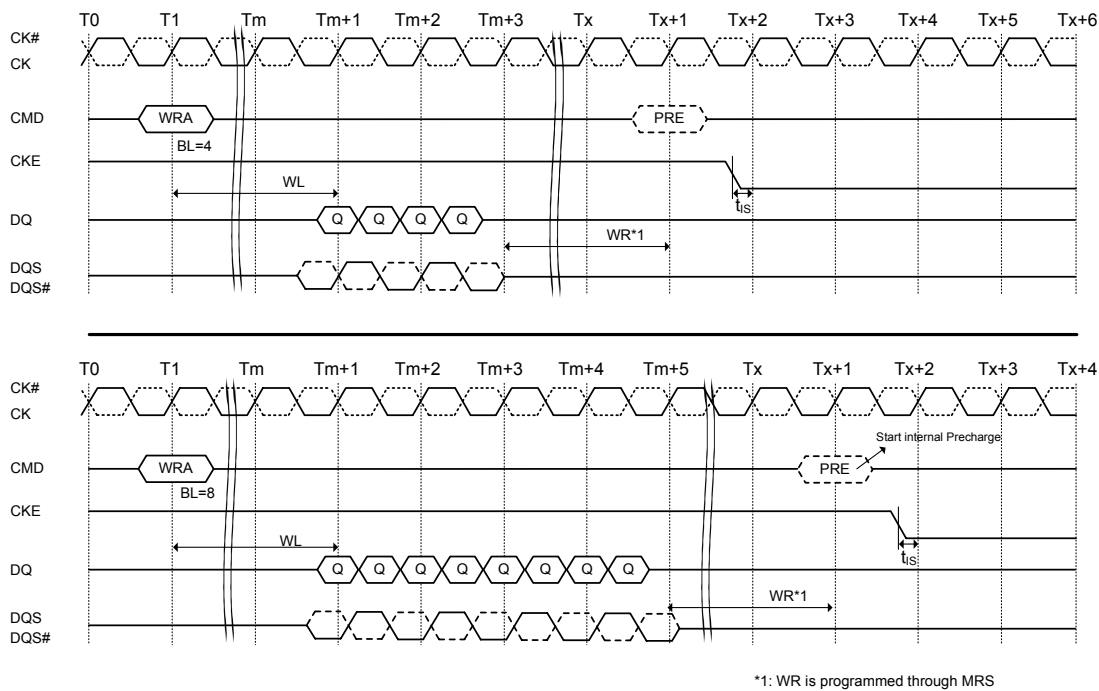 T0 T1 Tm Tm+1 Tm+2 Tm+3 Tx Tx+1 Tx+2 Tx+3 Tx+4 Tx+5 Tx+6
CK#
CK
CMD WRA PRE
BL=4
CKE
WL
tIS
DQ Q Q Q Q
WR*1
DQS
DQS#
T0 T1 Tm Tm+1 Tm+2 Tm+3 Tm+4 Tm+5 Tx Tx+1 Tx+2 Tx+3 Tx+4
CK#
CK
Start internal Precharge
CMD WRA PRE
BL=8
CKE
WL
tIS
DQ Q Q Q Q Q Q Q Q
WR*1
DQS
DQS#
*1: WR is programmed through MRS